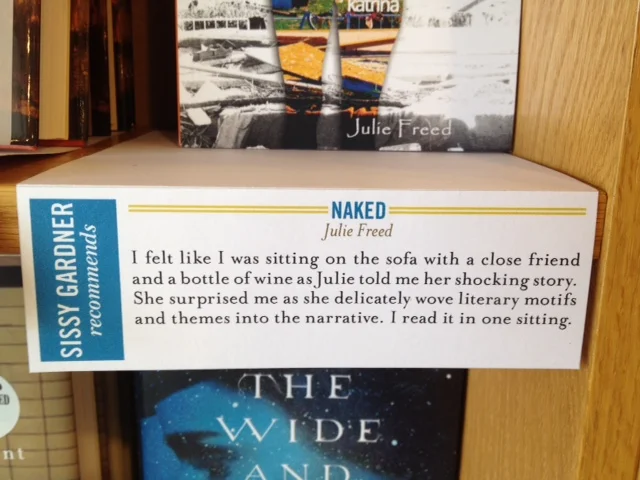 katrina
Julie Freed
SISSY GARDNER
recommends
NAKED
Julie Freed
I felt like I was sitting on the sofa with a close friend
and a bottle of wine as Julie told me her shocking story.
She surprised me as she delicately wove literary motifs
and themes into the narrative. I read it in one sitting.
THE
WIDE
AND